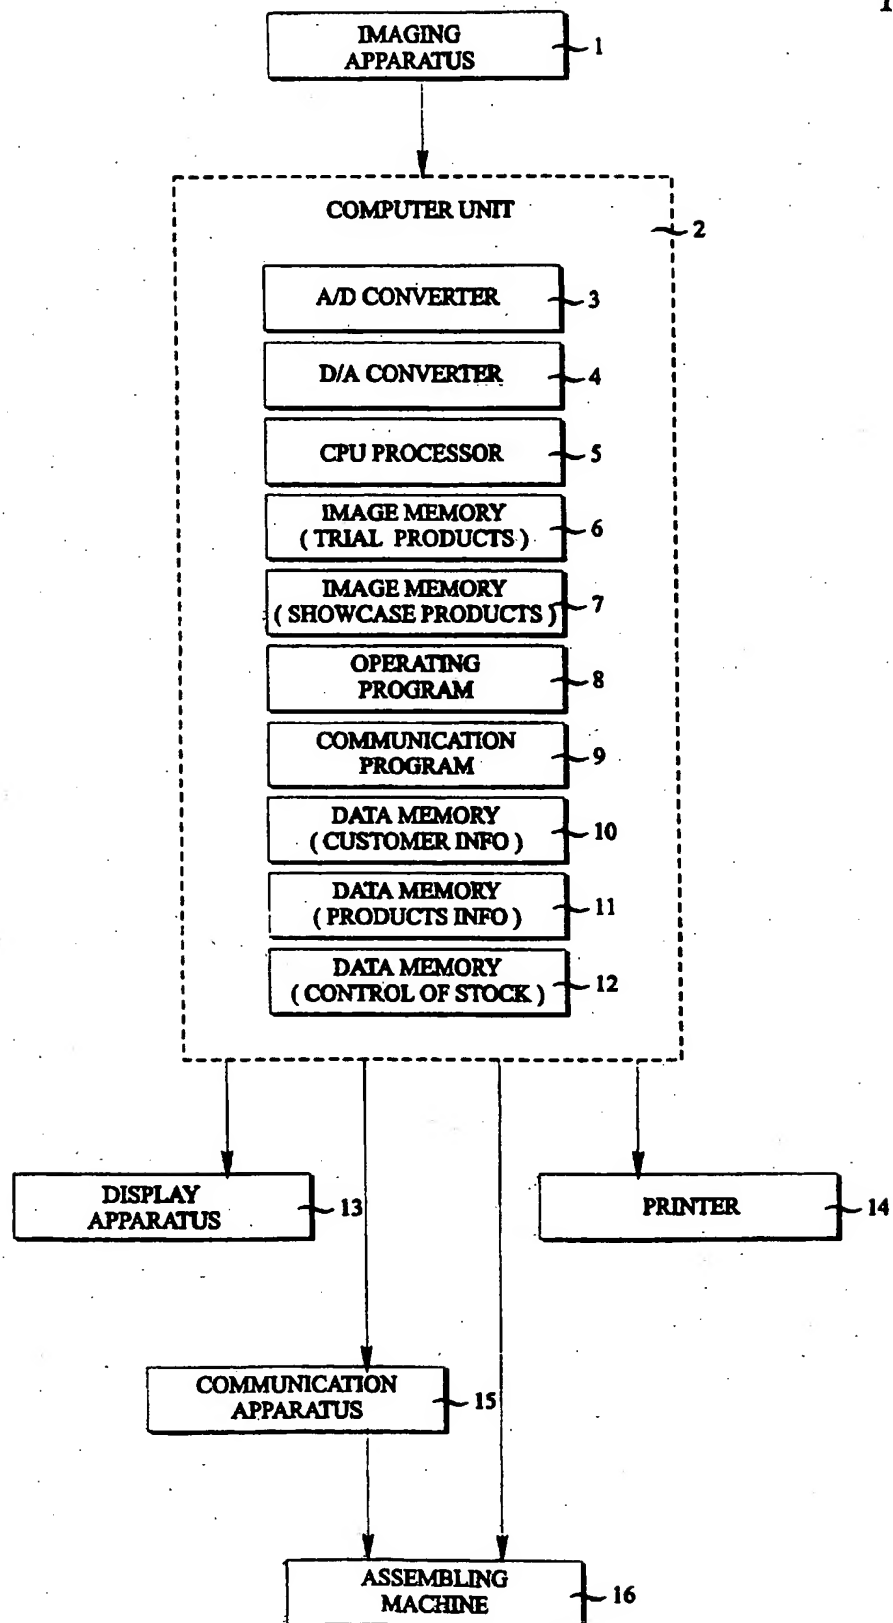 IMAGING
APPARATUS
1
COMPUTER UNIT
2
A/D CONVERTER
3
D/A CONVERTER
4
CPU PROCESSOR
5
IMAGE MEMORY
( TRIAL PRODUCTS )
6
IMAGE MEMORY
( SHOWCASE PRODUCTS )
7
OPERATING
PROGRAM
8
COMMUNICATION
PROGRAM
9
DATA MEMORY
( CUSTOMER INFO )
10
DATA MEMORY
( PRODUCTS INFO )
11
DATA MEMORY
( CONTROL OF STOCK )
12
DISPLAY
APPARATUS
13
PRINTER
14
COMMUNICATION
APPARATUS
15
ASSEMBLING
MACHINE
16